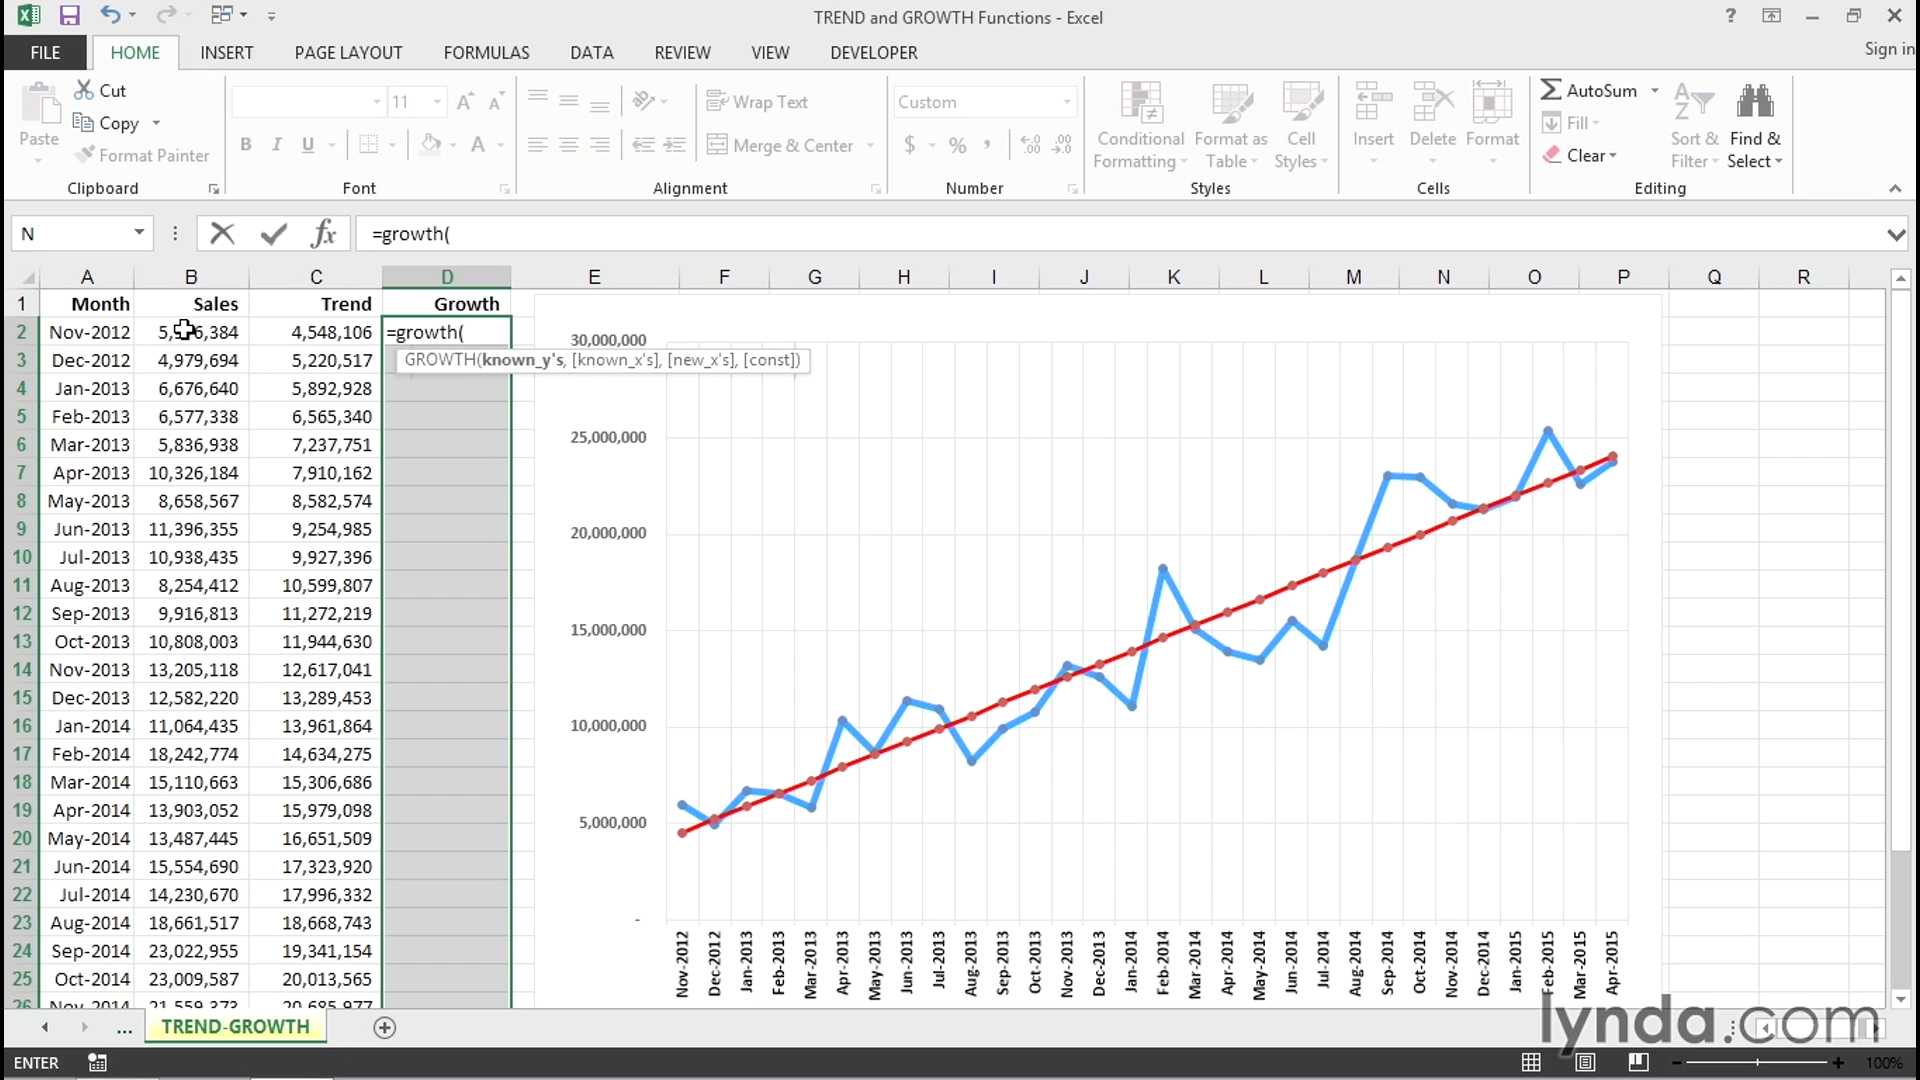 TREND and GROWTH Functions - Excel
FILE HOME INSERT PAGE LAYOUT FORMULAS DATA REVIEW VIEW DEVELOPER Sign in
Paste Cut Copy Format Painter Clipboard
11 B I U A Font
Wrap Text Merge & Center Alignment
Custom $ % Number
Conditional Formatting Format as Table Cell Styles Styles
Insert Delete Format Cells
AutoSum Fill Clear Sort & Filter Find & Select Editing
N fx =growth(
A B C D E F G H I J K L M N O P Q R
1 Month Sales Trend Growth
2 Nov-2012 4,548,106 =growth(
GROWTH(known_y's, [known_x's], [new_x's], [const])
3 Dec-2012 4,979,694 5,220,517
4 Jan-2013 6,676,640 5,892,928
5 Feb-2013 6,577,338 6,565,340
6 Mar-2013 5,836,938 7,237,751
7 Apr-2013 10,326,184 7,910,162
8 May-2013 8,658,567 8,582,574
9 Jun-2013 11,396,355 9,254,985
10 Jul-2013 10,938,435 9,927,396
11 Aug-2013 8,254,412 10,599,807
12 Sep-2013 9,916,813 11,272,219
13 Oct-2013 10,808,003 11,944,630
14 Nov-2013 13,205,118 12,617,041
15 Dec-2013 12,582,220 13,289,453
16 Jan-2014 11,064,435 13,961,864
17 Feb-2014 18,242,774 14,634,275
18 Mar-2014 15,110,663 15,306,686
19 Apr-2014 13,903,052 15,979,098
20 May-2014 13,487,445 16,651,509
21 Jun-2014 15,554,690 17,323,920
22 Jul-2014 14,230,670 17,996,332
23 Aug-2014 18,661,517 18,668,743
24 Sep-2014 23,022,955 19,341,154
25 Oct-2014 23,009,587 20,013,565
26 Nov-2014 21,559,373 20,685,977
30,000,000
25,000,000
20,000,000
15,000,000
10,000,000
5,000,000
-
Nov-2012 Dec-2012 Jan-2013 Feb-2013 Mar-2013 Apr-2013 May-2013 Jun-2013 Jul-2013 Aug-2013 Sep-2013 Oct-2013 Nov-2013 Dec-2013 Jan-2014 Feb-2014 Mar-2014 Apr-2014 May-2014 Jun-2014 Jul-2014 Aug-2014 Sep-2014 Oct-2014 Nov-2014 Dec-2014 Jan-2015 Feb-2015 Mar-2015 Apr-2015
... TREND-GROWTH
lynda.com
ENTER 100%